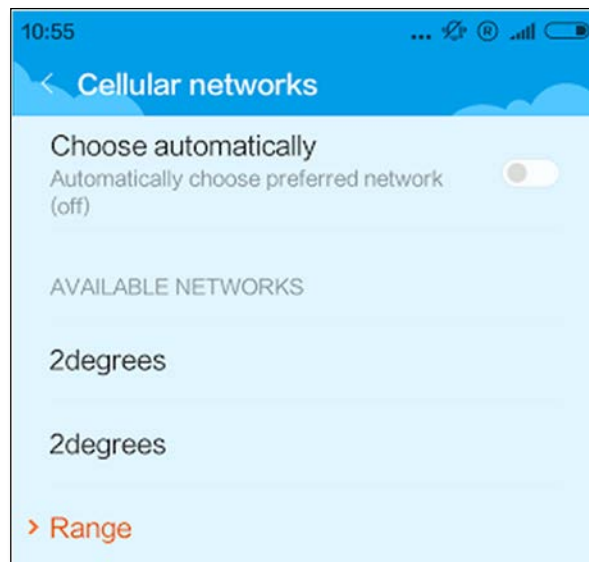 10:55
Cellular networks
Choose automatically
Automatically choose preferred network
(off)
AVAILABLE NETWORKS
2degrees
2degrees
Range